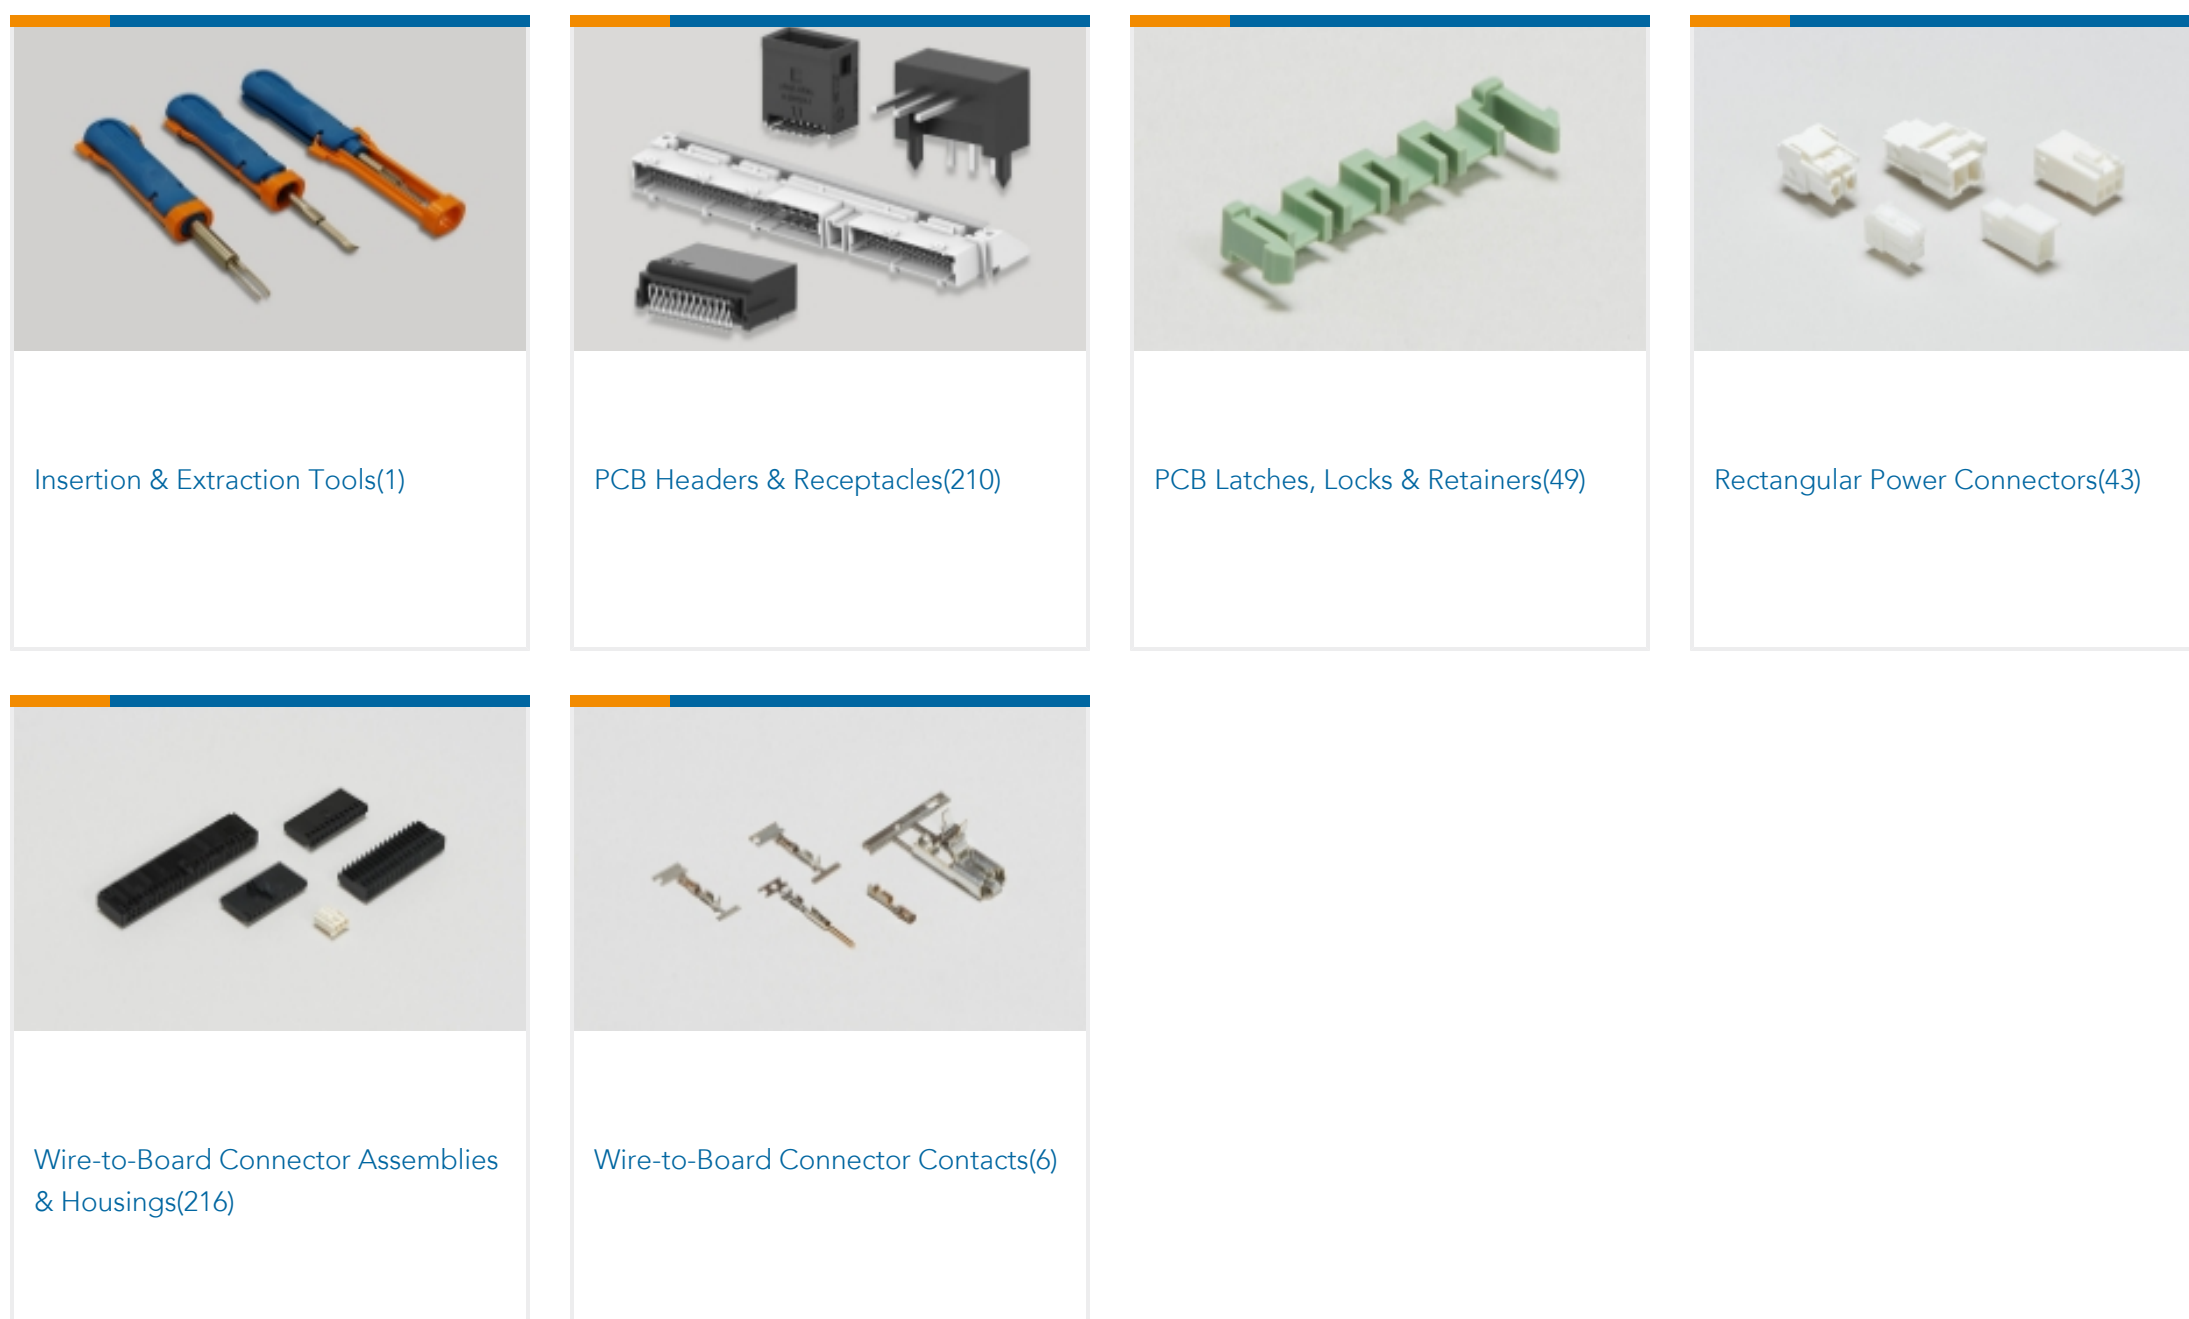 Insertion & Extraction Tools(1)
PCB Headers & Receptacles(210)
PCB Latches, Locks & Retainers(49)
Rectangular Power Connectors(43)
Wire-to-Board Connector Assemblies
& Housings(216)
Wire-to-Board Connector Contacts(6)